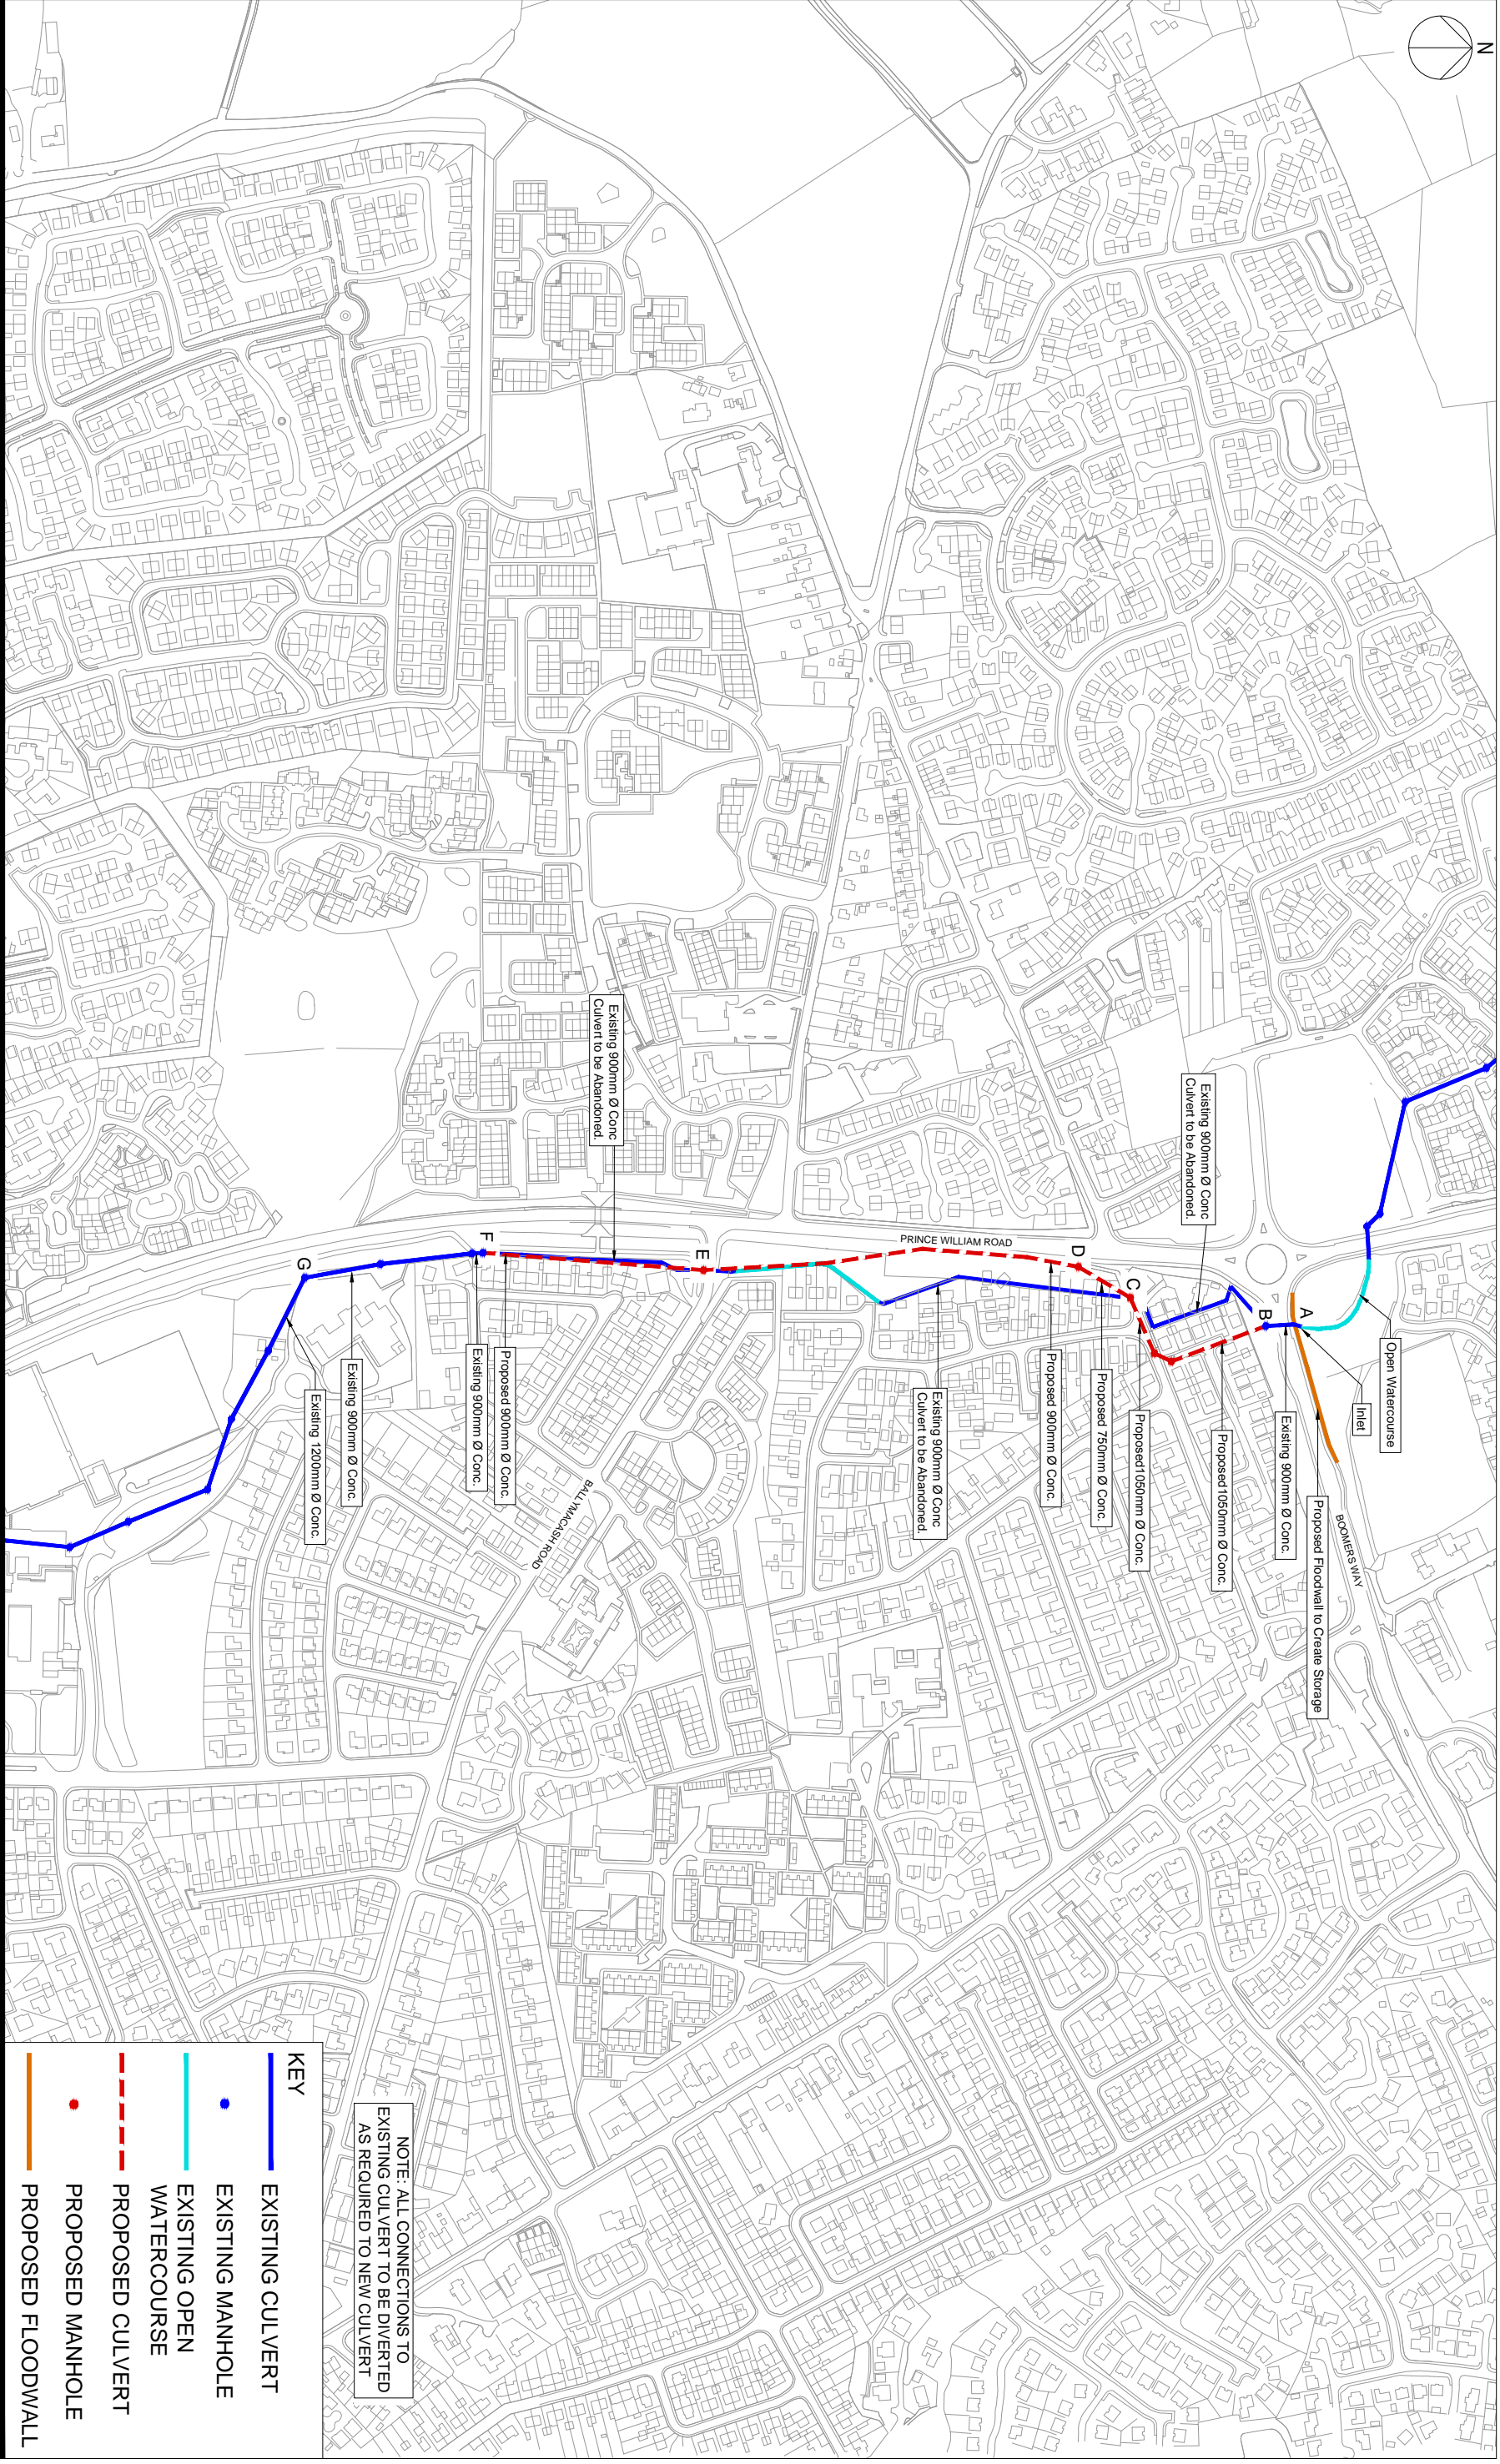 N
Open Watercourse
Inlet
A
BOOMERS WAY
Proposed Floodwall to Create Storage
Existing 900mm Ø Conc.
B
Existing 900mm Ø Conc
Culvert to be Abandoned.
Proposed1050mm Ø Conc.
Proposed1050mm Ø Conc.
C
Proposed 750mm Ø Conc.
D
Proposed 900mm Ø Conc.
PRINCE WILLIAM ROAD
Existing 900mm Ø Conc
Culvert to be Abandoned.
E
Existing 900mm Ø Conc
Culvert to be Abandoned.
BALLYMACASH ROAD
Proposed 900mm Ø Conc.
F
Existing 900mm Ø Conc.
Existing 900mm Ø Conc.
G
Existing 1200mm Ø Conc.
NOTE: ALL CONNECTIONS TO
EXISTING CULVERT TO BE DIVERTED
AS REQUIRED TO NEW CULVERT
KEY
EXISTING CULVERT
EXISTING MANHOLE
EXISTING OPEN
WATERCOURSE
PROPOSED CULVERT
PROPOSED MANHOLE
PROPOSED FLOODWALL